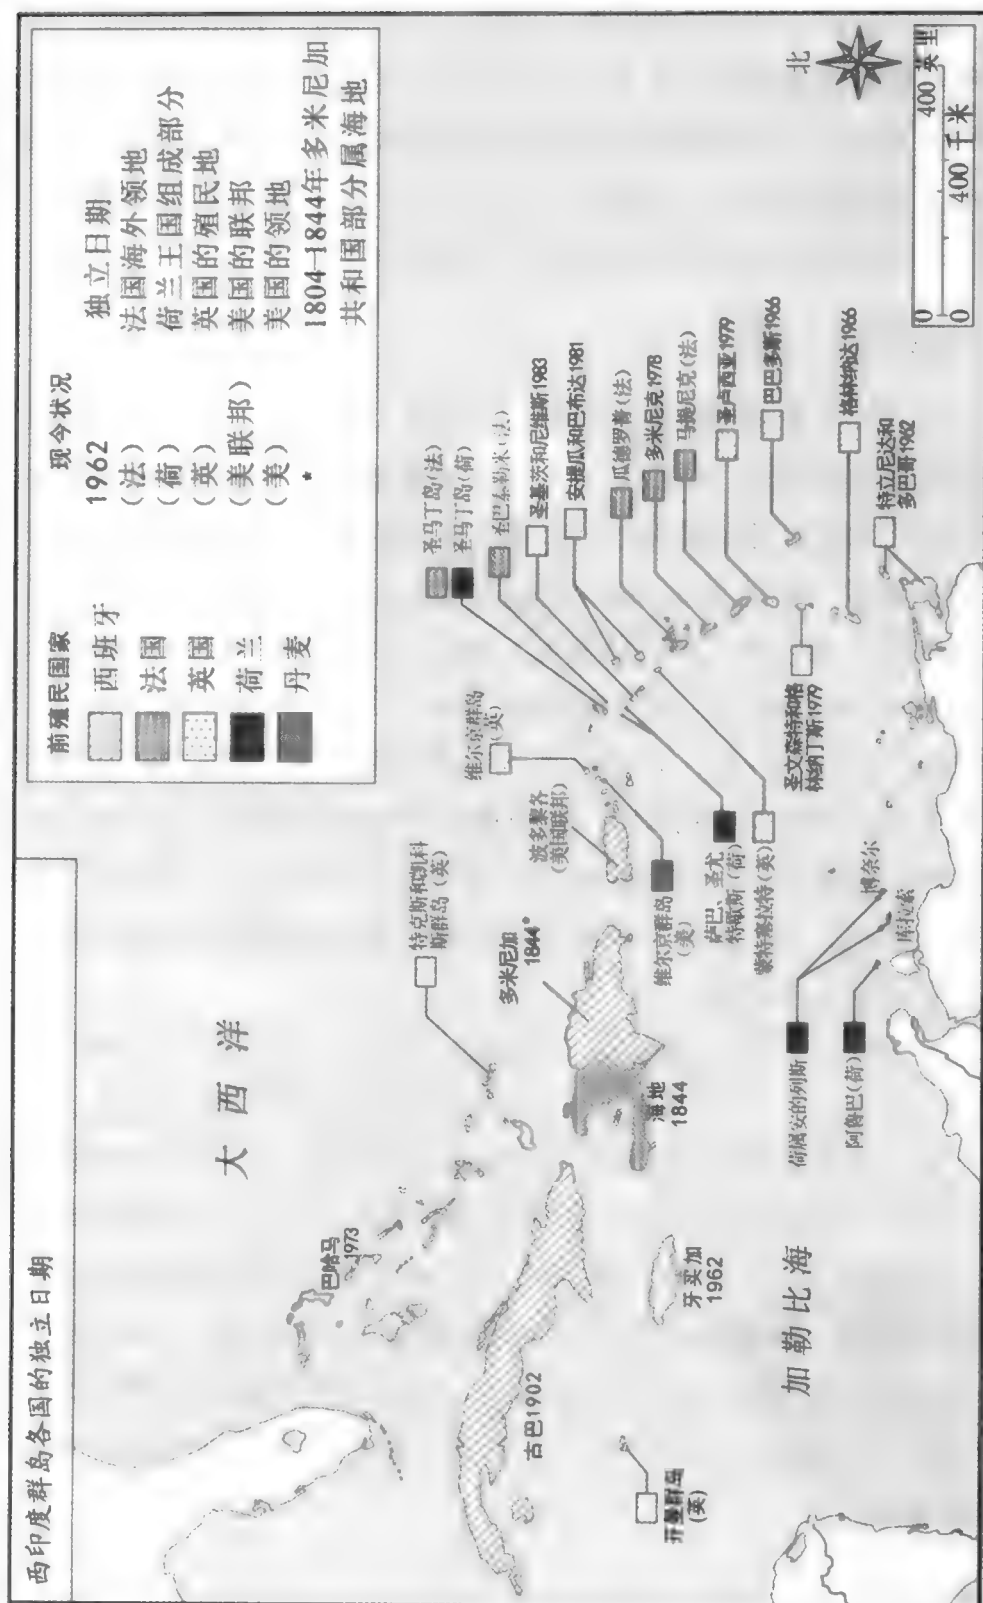 西印度群岛各国的独立日期
前殖民国家
西班牙
法国
英国
荷兰
丹麦
现今状况
1962 独立日期
(法) 法国海外领地
(荷) 荷兰王国组成部分
(英) 英国的殖民地
(美联邦) 美国的联邦
(美) 美国的领地
* 1804-1844年多米尼加
共和国部分属海地
北
0 400 英里
0 400 千米
大西洋
加勒比海
巴哈马
1973
古巴1902
开曼群岛
(英)
牙买加
1962
海地
1844
多米尼加
1844*
特克斯和凯科
斯群岛(英)
波多黎各
(美国联邦)
维尔京群岛
(英)
维尔京群岛
(美)
圣马丁岛(法)
圣马丁岛(荷)
圣巴泰勒米(法)
圣基茨和尼维斯1983
安提瓜和巴布达1981
瓜德罗普(法)
多米尼克1978
马提尼克(法)
圣卢西亚1979
巴巴多斯1966
格林纳达1966
特立尼达和
多巴哥1962
圣文森特和格
林纳丁斯1979
萨巴、圣尤
特歇斯(荷)
蒙特塞拉特(英)
荷属安的列斯
阿鲁巴(荷)
博奈尔
库拉索